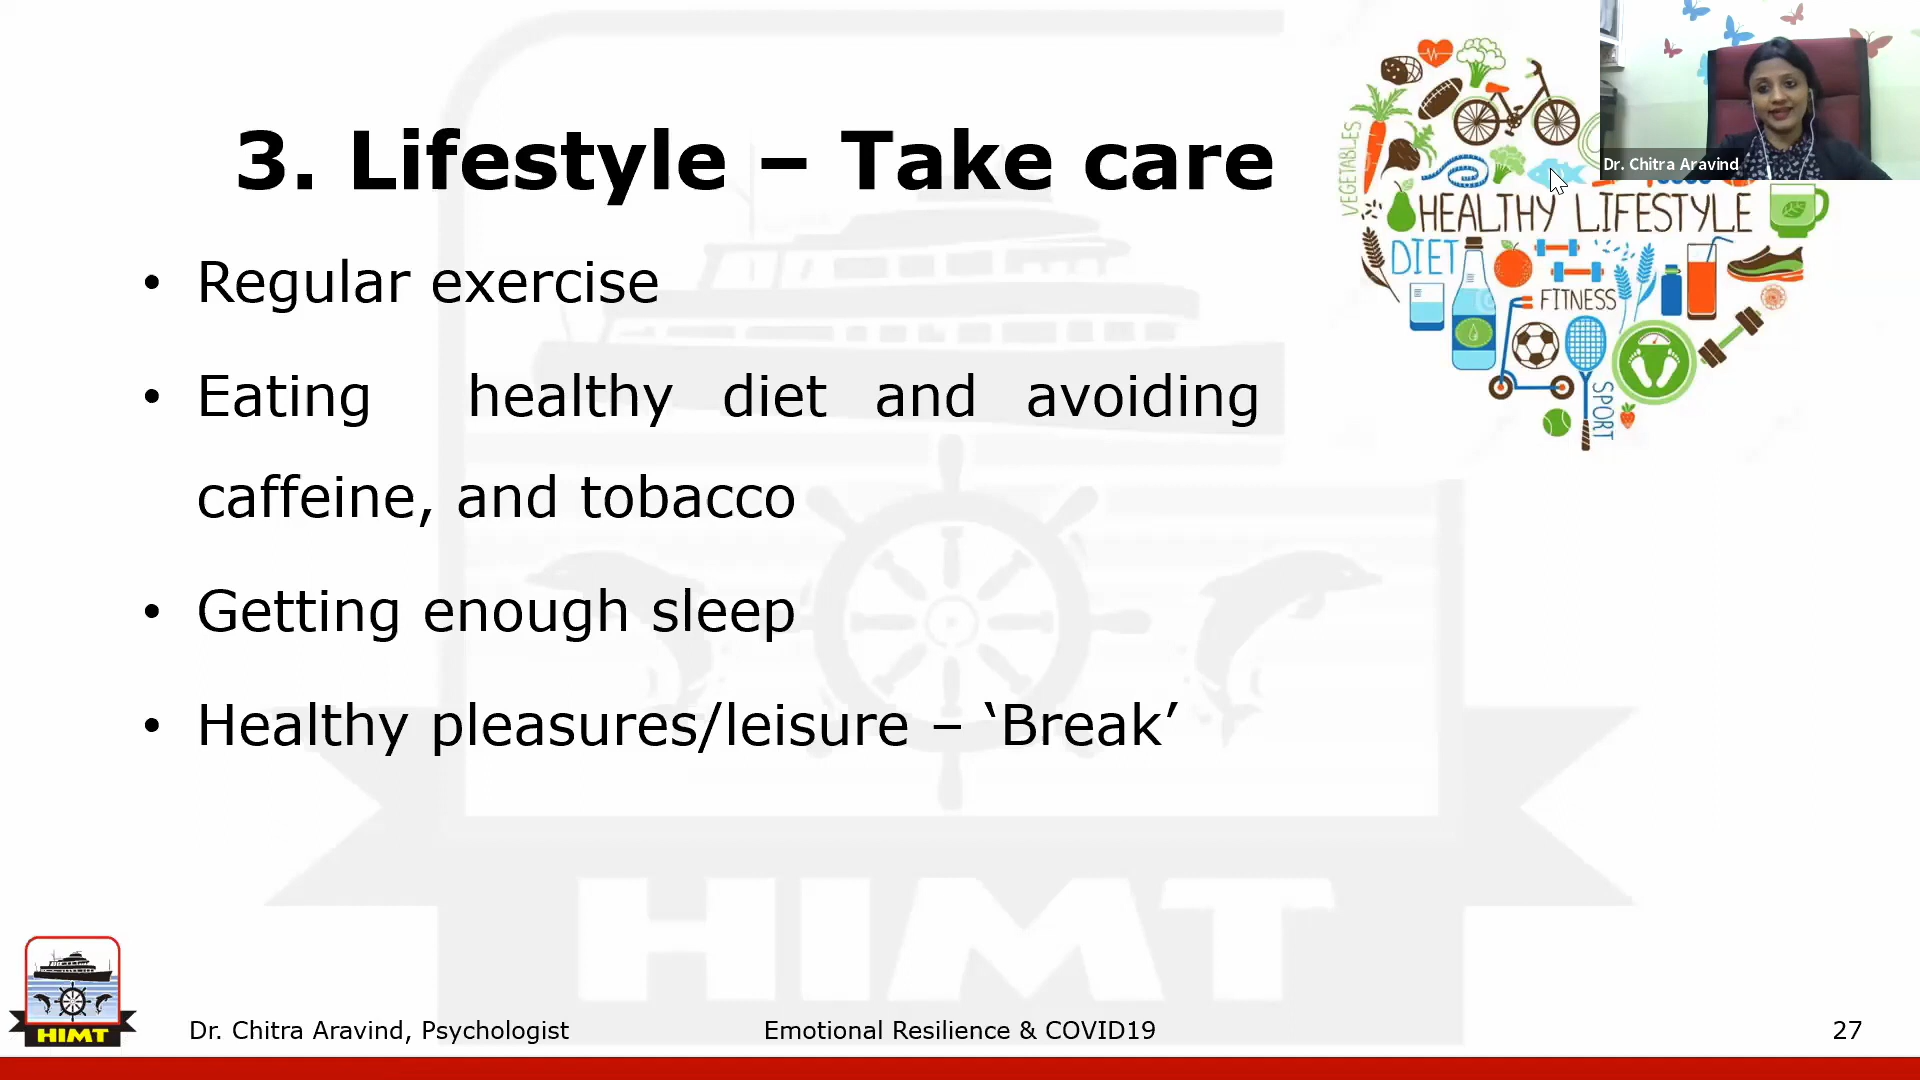 3. Lifestyle – Take care
• Regular exercise
• Eating healthy diet and avoiding
caffeine, and tobacco
• Getting enough sleep
• Healthy pleasures/leisure – ‘Break’
VEGETABLES
HEALTHY LIFESTYLE
DIET
FITNESS
SPORT
Dr. Chitra Aravind
HIMT
HIMT
Dr. Chitra Aravind, Psychologist
Emotional Resilience & COVID19
27